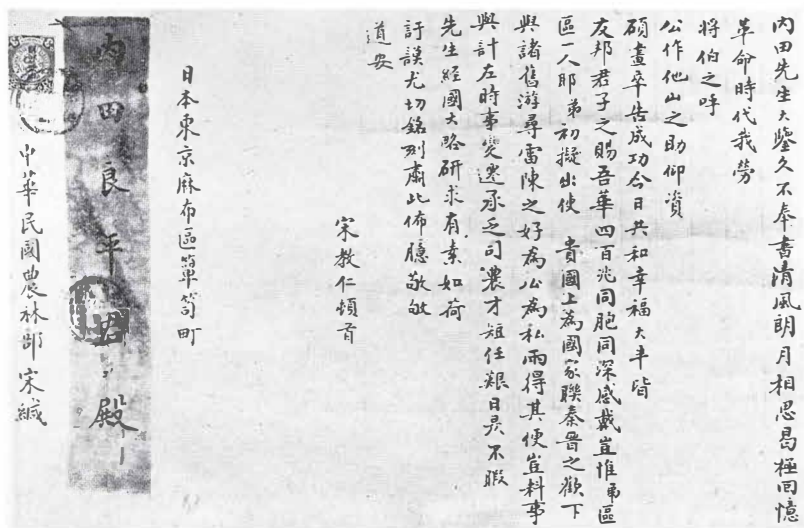 內田先生大鑒久不奉書清風朗月相思曷極回憶
革命時代我勞
將伯之呼
公作他山之助仰資
碩畫卒告成功今日共和幸福大半皆
友邦君子之賜吾華四百兆同胞同深感戴豈惟弟區
區一人耶弟初擬出使 貴國上為國家聯秦晉之歡下
與諸舊游尋雷陳之好為公為私兩得其便豈料事
與計左時事變遷承乏司農才短任艱日昃不暇
先生經國大略研求有素如荷
訏謨尤切銘列肅此佈臆敬敂
道安
宋教仁頓首
日本東京麻布區簞笥町
內田良平君殿
中華民國農林部宋緘